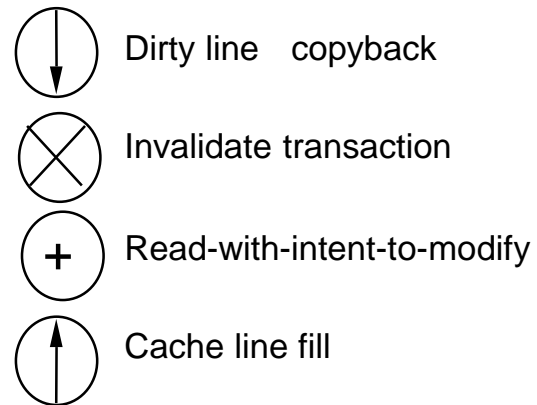 Dirty line copyback
Invalidate transaction
+ Read-with-intent-to-modify
Cache line fill